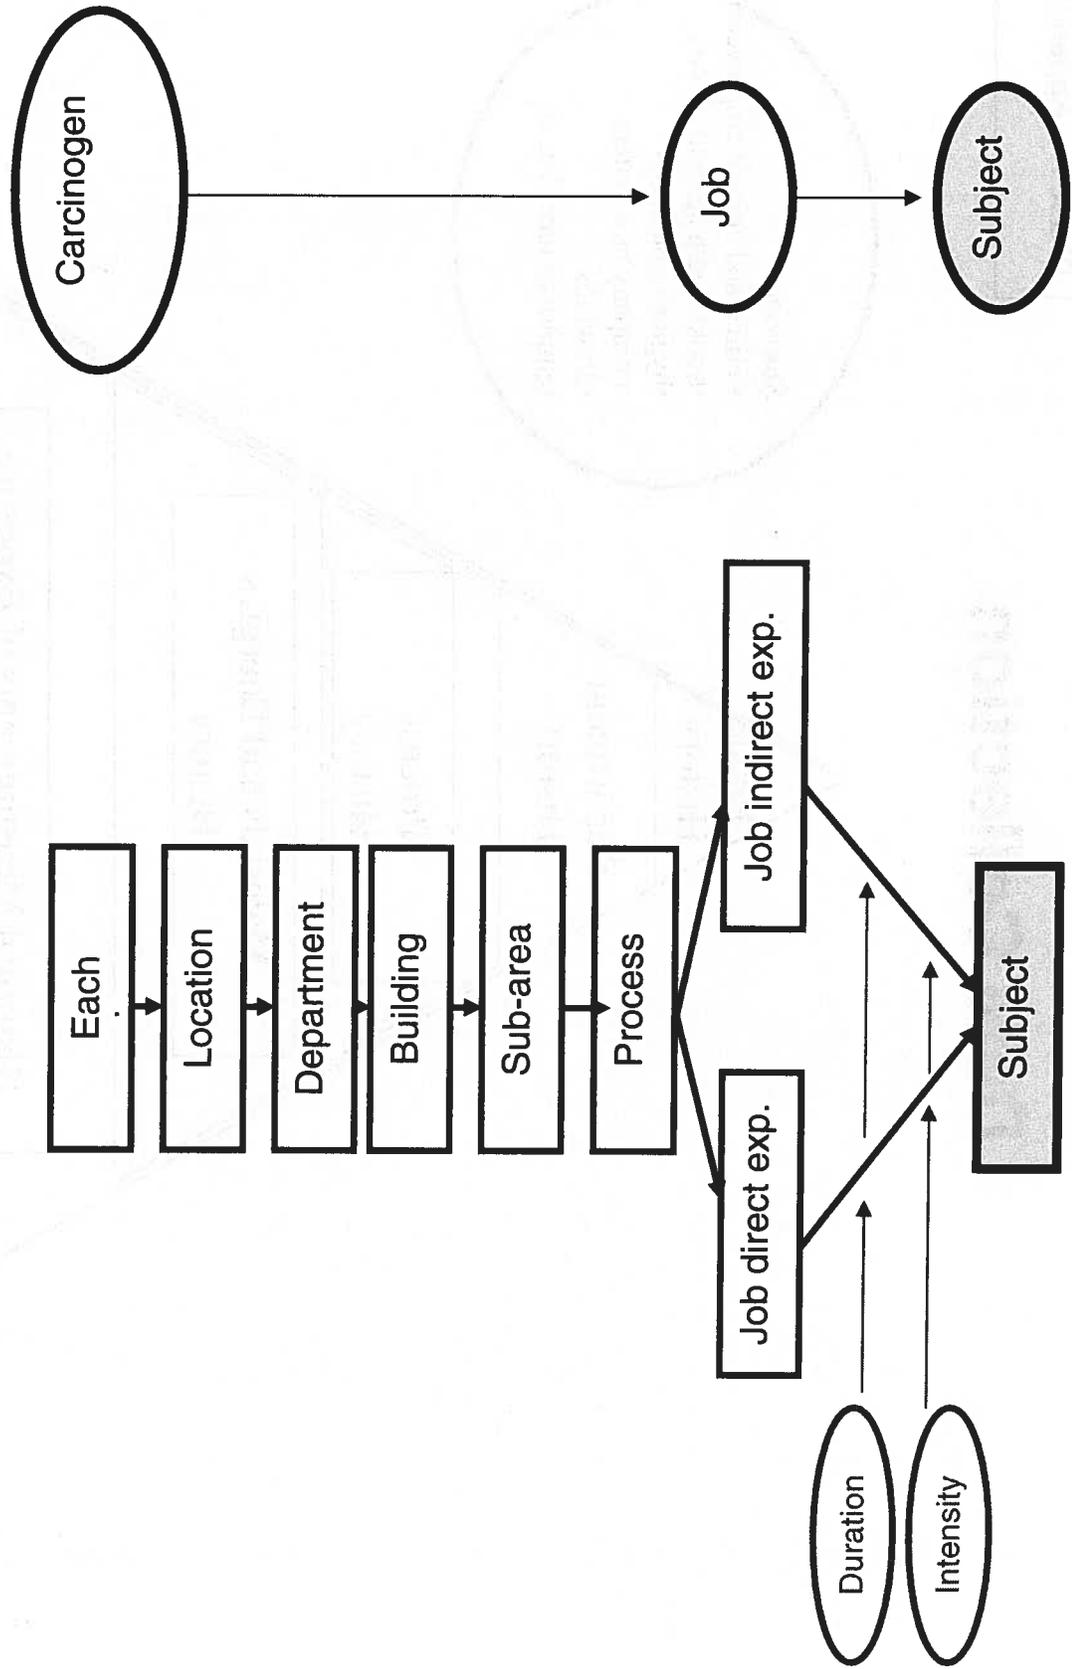 Carcinogen
Job
Subject
Each
Location
Department
Building
Sub-area
Process
Job direct exp.
Job indirect exp.
Subject
Duration
Intensity